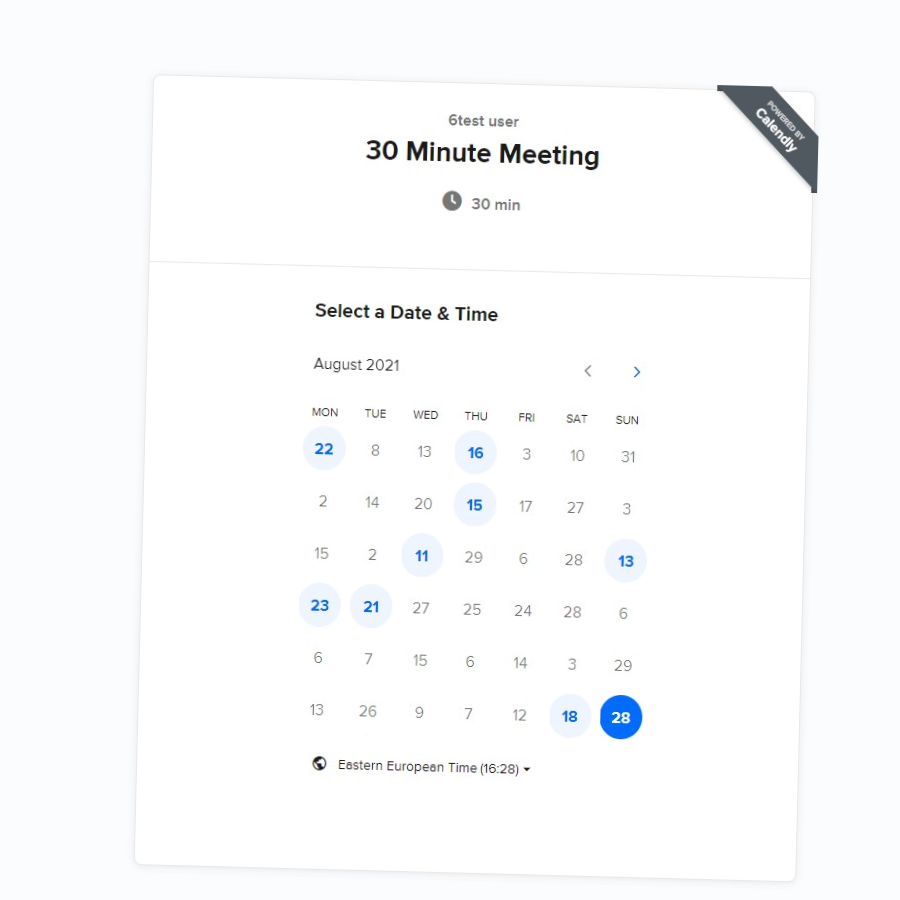 POWERED BY
Calendly
6test user
30 Minute Meeting
30 min
Select a Date & Time
August 2021
MON TUE WED THU FRI SAT SUN
22 8 13 16 3 10 31
2 14 20 15 17 27 3
15 2 11 29 6 28 13
23 21 27 25 24 28 6
6 7 15 6 14 3 29
13 26 9 7 12 18 28
Eastern European Time (16:28)